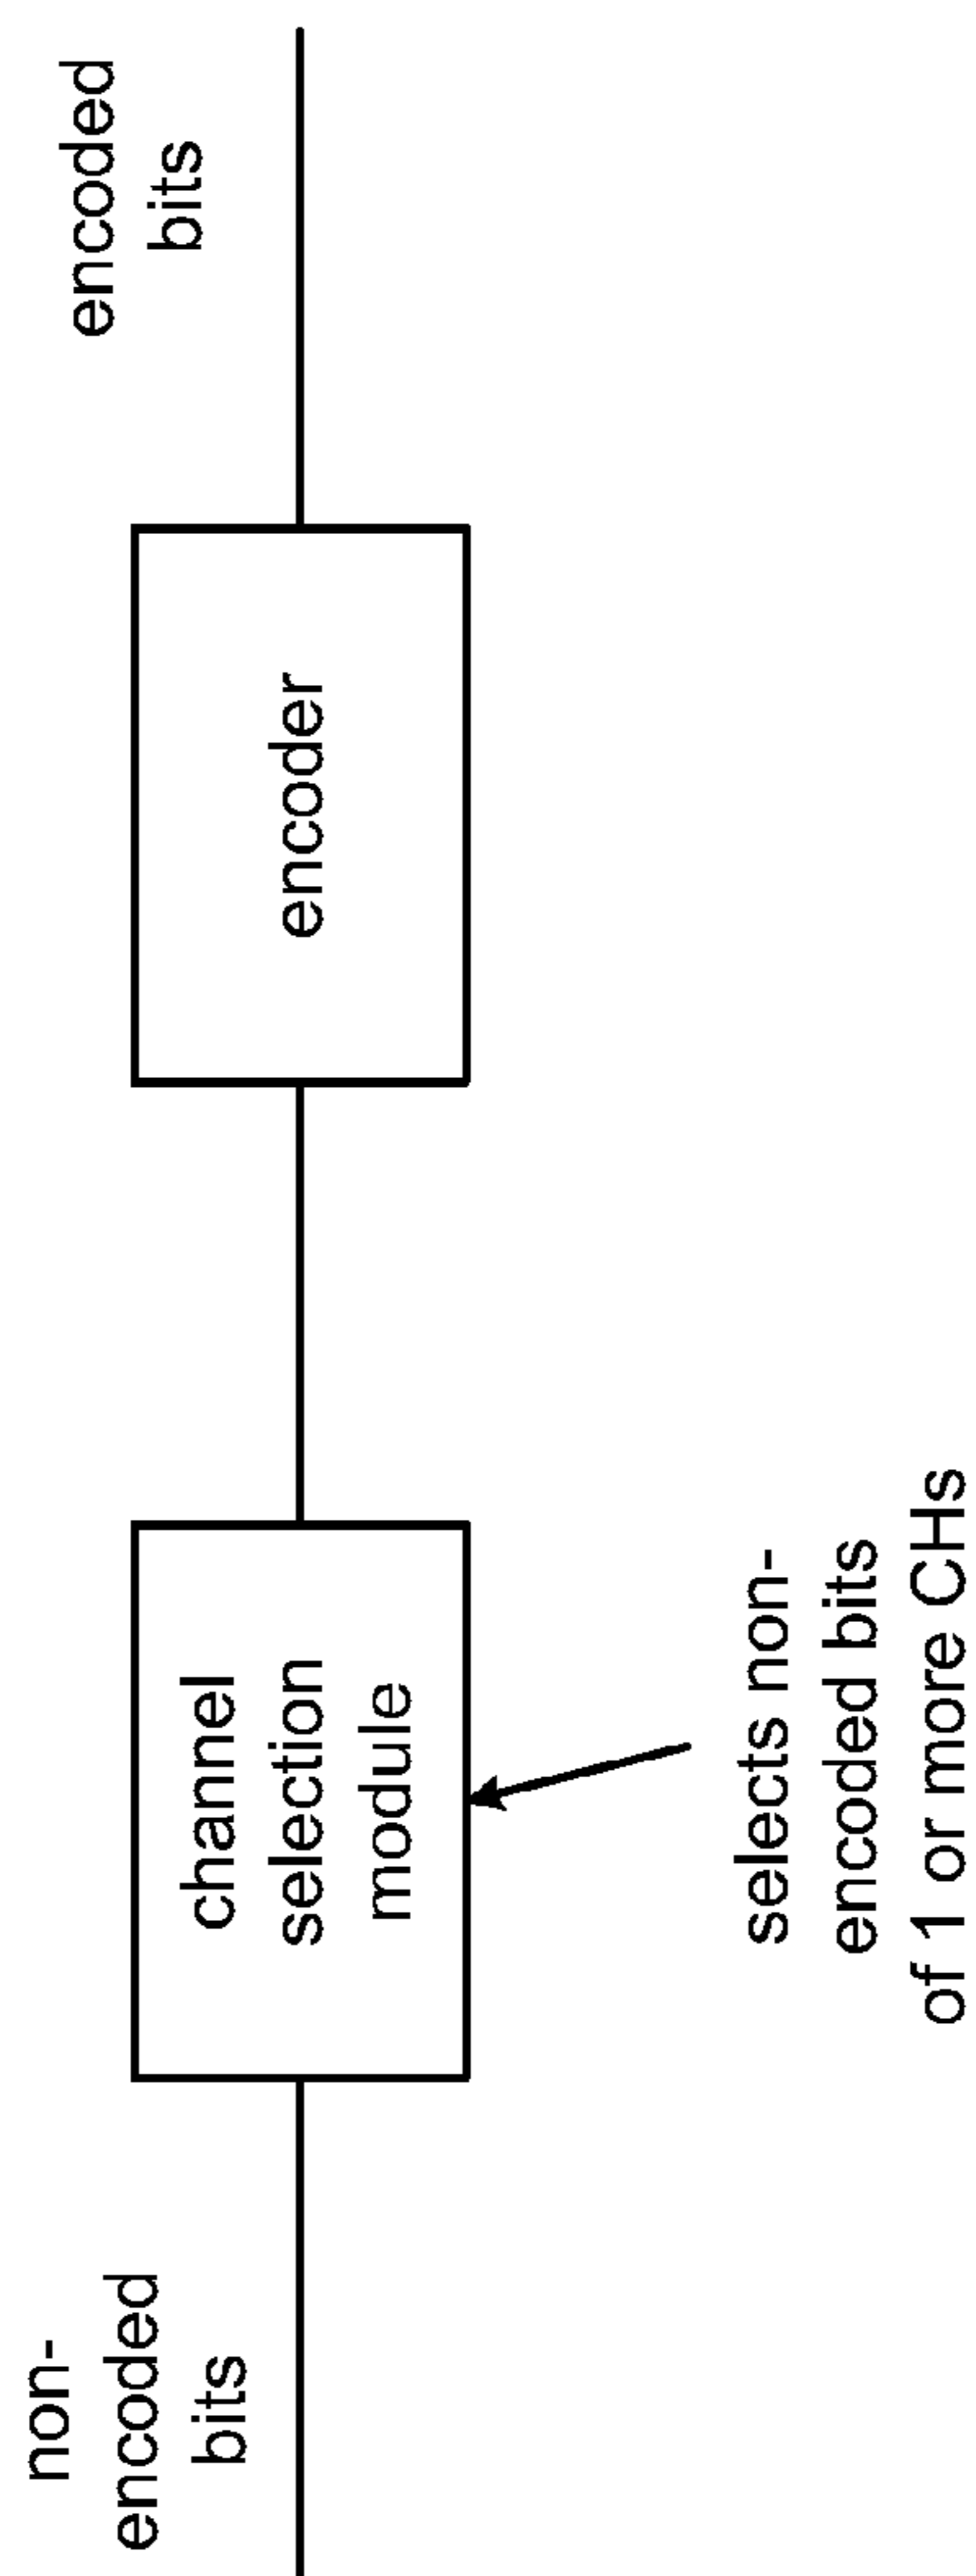 non-
encoded
bits
channel
selection
module
selects non-
encoded bits
of 1 or more CHs
encoder
encoded
bits